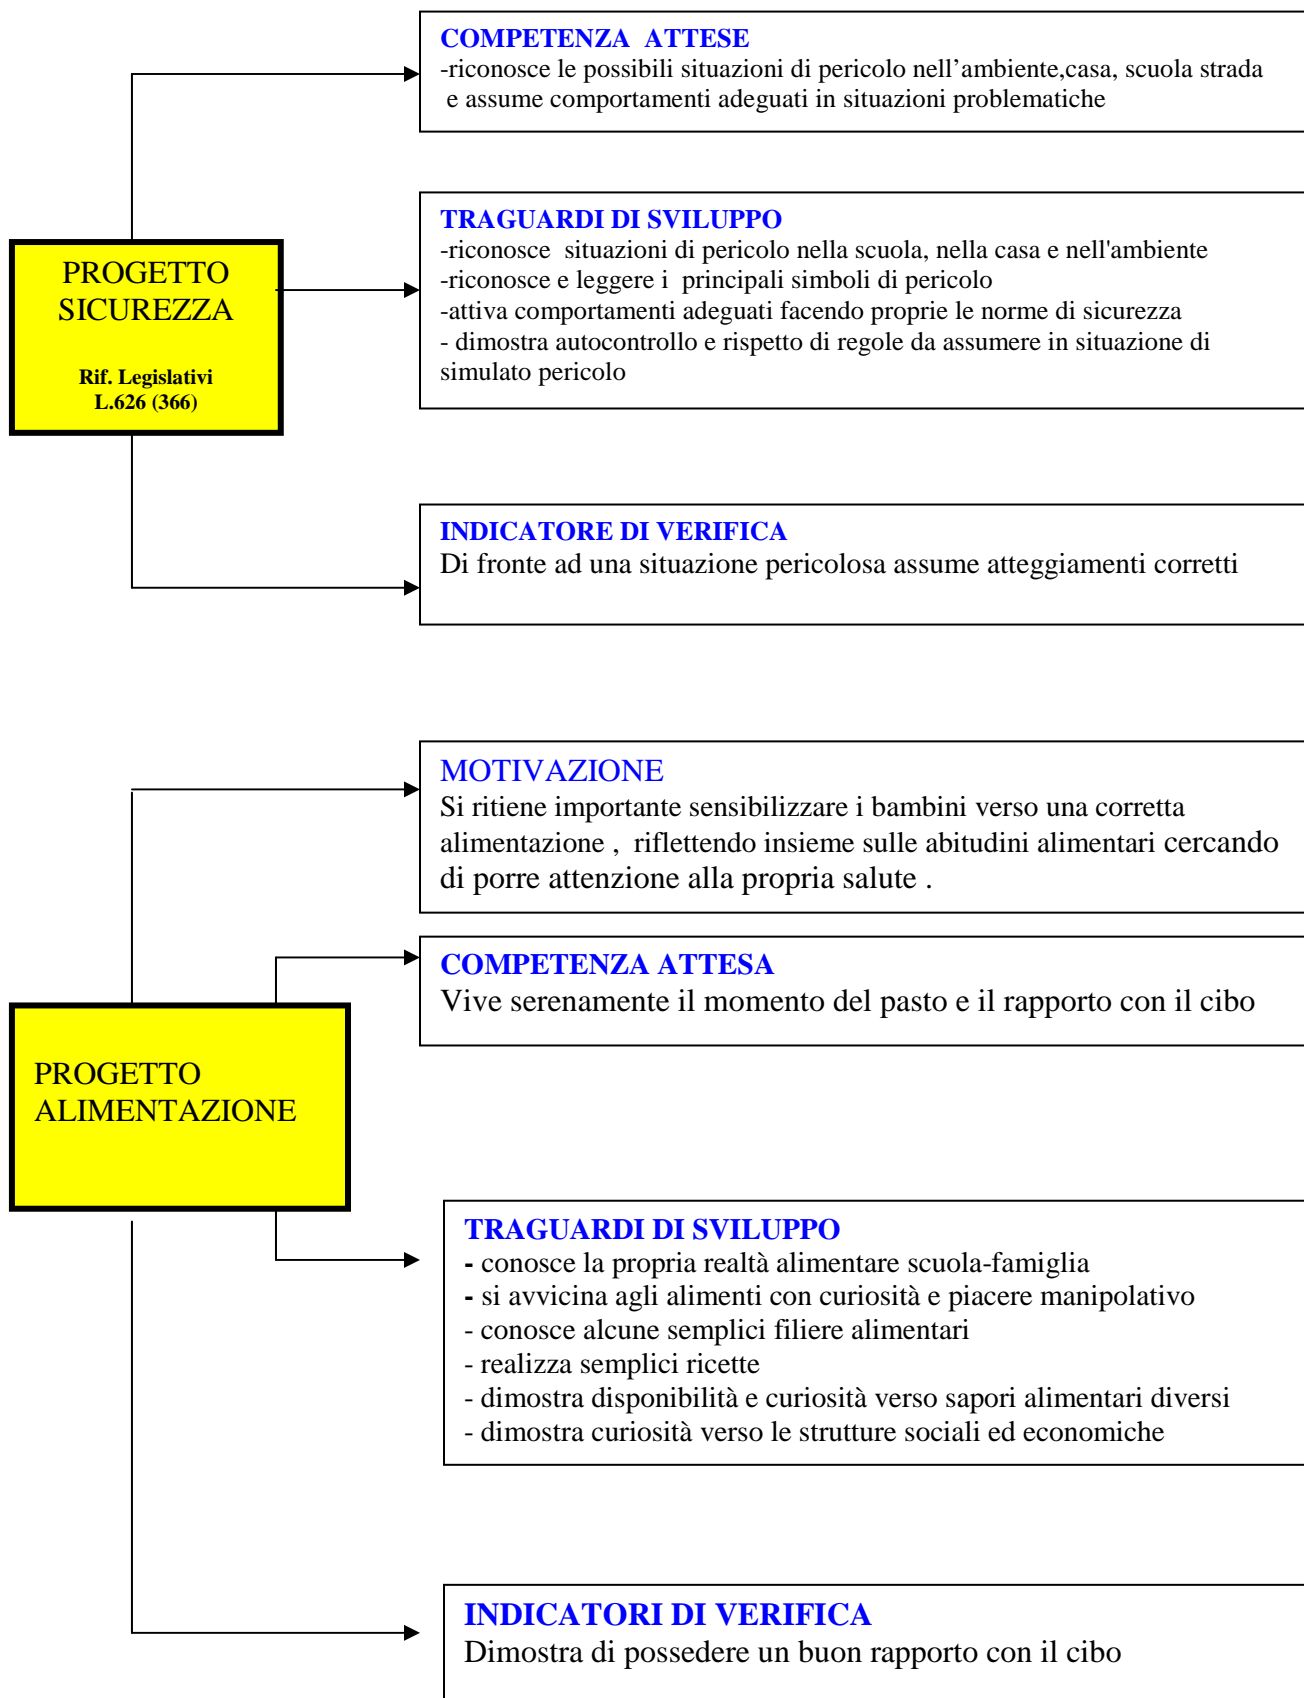 COMPETENZA  ATTESE
-riconosce le possibili situazioni di pericolo nell’ambiente,casa, scuola strada
e assume comportamenti adeguati in situazioni problematiche
TRAGUARDI DI SVILUPPO
-riconosce  situazioni di pericolo nella scuola, nella casa e nell'ambiente
-riconosce e leggere i  principali simboli di pericolo
-attiva comportamenti adeguati facendo proprie le norme di sicurezza
- dimostra autocontrollo e rispetto di regole da assumere in situazione di
simulato pericolo
PROGETTO
SICUREZZA
Rif. Legislativi
L.626 (366)
INDICATORE DI VERIFICA
Di fronte ad una situazione pericolosa assume atteggiamenti corretti
MOTIVAZIONE
Si ritiene importante sensibilizzare i bambini verso una corretta
alimentazione ,  riflettendo insieme sulle abitudini alimentari cercando
di porre attenzione alla propria salute .
COMPETENZA ATTESA
Vive serenamente il momento del pasto e il rapporto con il cibo
PROGETTO
ALIMENTAZIONE
TRAGUARDI DI SVILUPPO
- conosce la propria realtà alimentare scuola-famiglia
- si avvicina agli alimenti con curiosità e piacere manipolativo
- conosce alcune semplici filiere alimentari
- realizza semplici ricette
- dimostra disponibilità e curiosità verso sapori alimentari diversi
- dimostra curiosità verso le strutture sociali ed economiche
INDICATORI DI VERIFICA
Dimostra di possedere un buon rapporto con il cibo